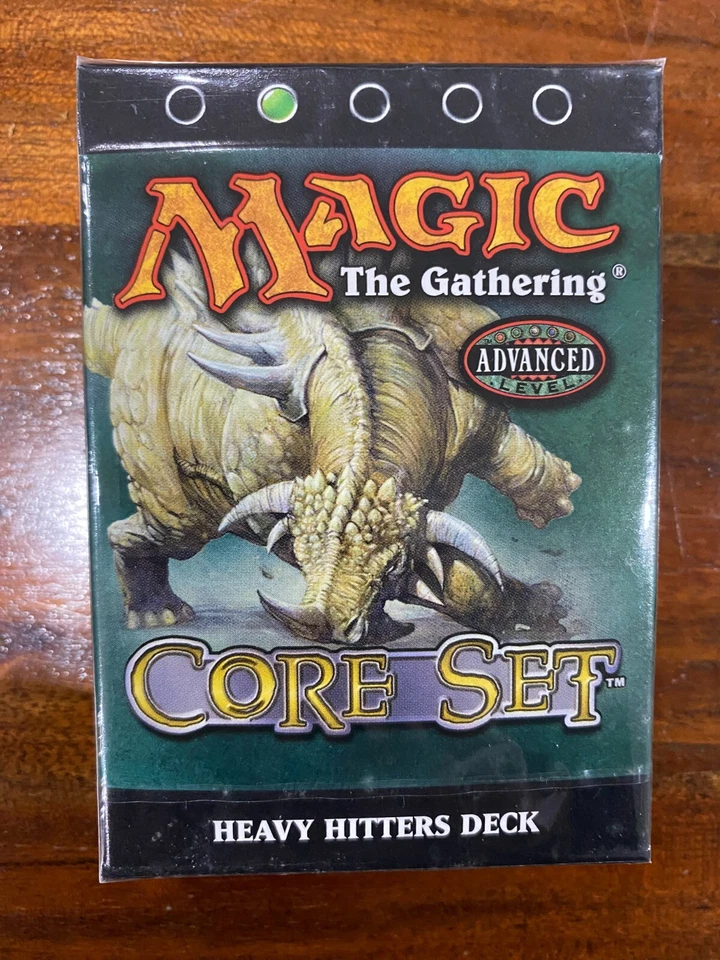 MAGIC
The Gathering®
ADVANCED
LEVEL
CORE SET™
HEAVY HITTERS DECK